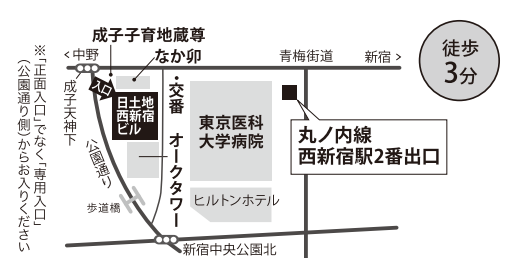 成子子育地蔵尊
なか卯
<中野
青梅街道
新宿>
徒歩
3分
入口
成子天神下
日土地
西新宿
ビル
・交番
オークタワー
東京医科
大学病院
丸ノ内線
西新宿駅2番出口
公園通り
歩道橋
ヒルトンホテル
新宿中央公園北
※「正面入口」でなく「専用入口」
(公園通り側)からお入りください